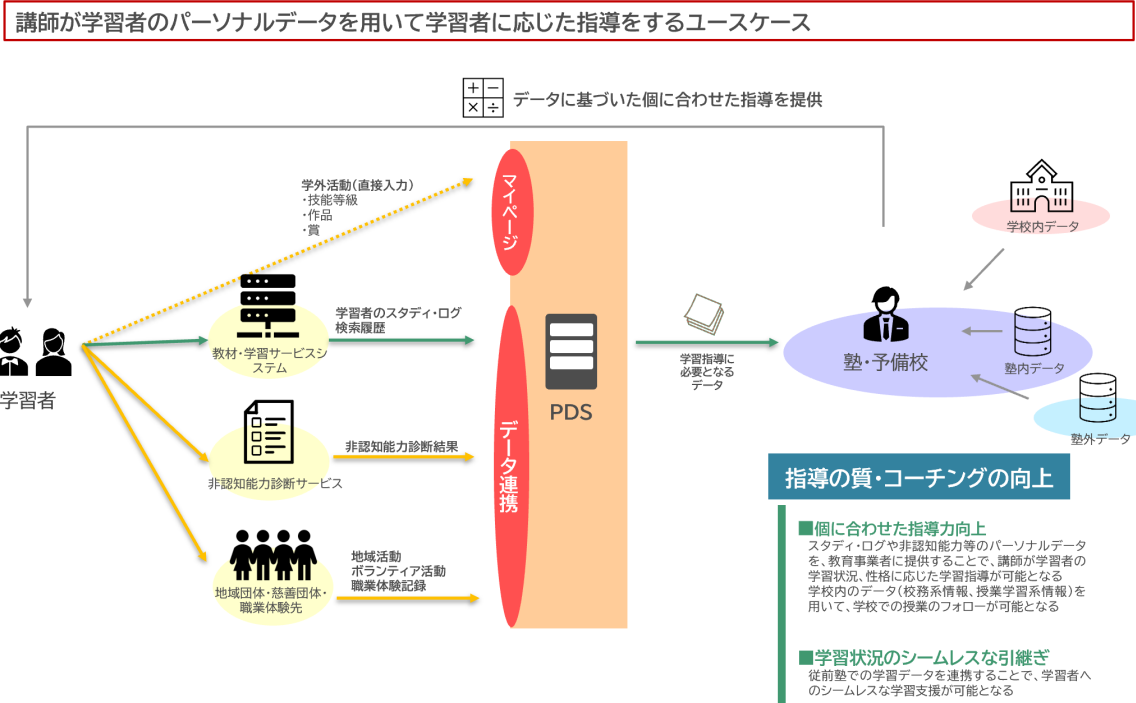 講師が学習者のパーソナルデータを用いて学習者に応じた指導をするユースケース
データに基づいた個に合わせた指導を提供
学外活動(直接入力)
・技能等級
・作品
・賞
マイページ
学校内データ
学習者のスタディ・ログ
検索履歴
教材・学習サービスシ
ステム
学習者
PDS
学習指導に
必要となる
データ
塾・予備校
塾内データ
塾外データ
データ連携
非認知能力診断結果
非認知能力診断サービス
地域活動
ボランティア活動
職業体験記録
地域団体・慈善団体・
職業体験先
指導の質・コーチングの向上
■個に合わせた指導力向上
スタディ・ログや非認知能力等のパーソナルデータ
を、教育事業者に提供することで、講師が学習者の
学習状況、性格に応じた学習指導が可能となる
学校内のデータ(校務系情報、授業学習系情報)を
用いて、学校での授業のフォローが可能となる
■学習状況のシームレスな引継ぎ
従前塾での学習データを連携することで、学習者へ
のシームレスな学習支援が可能となる